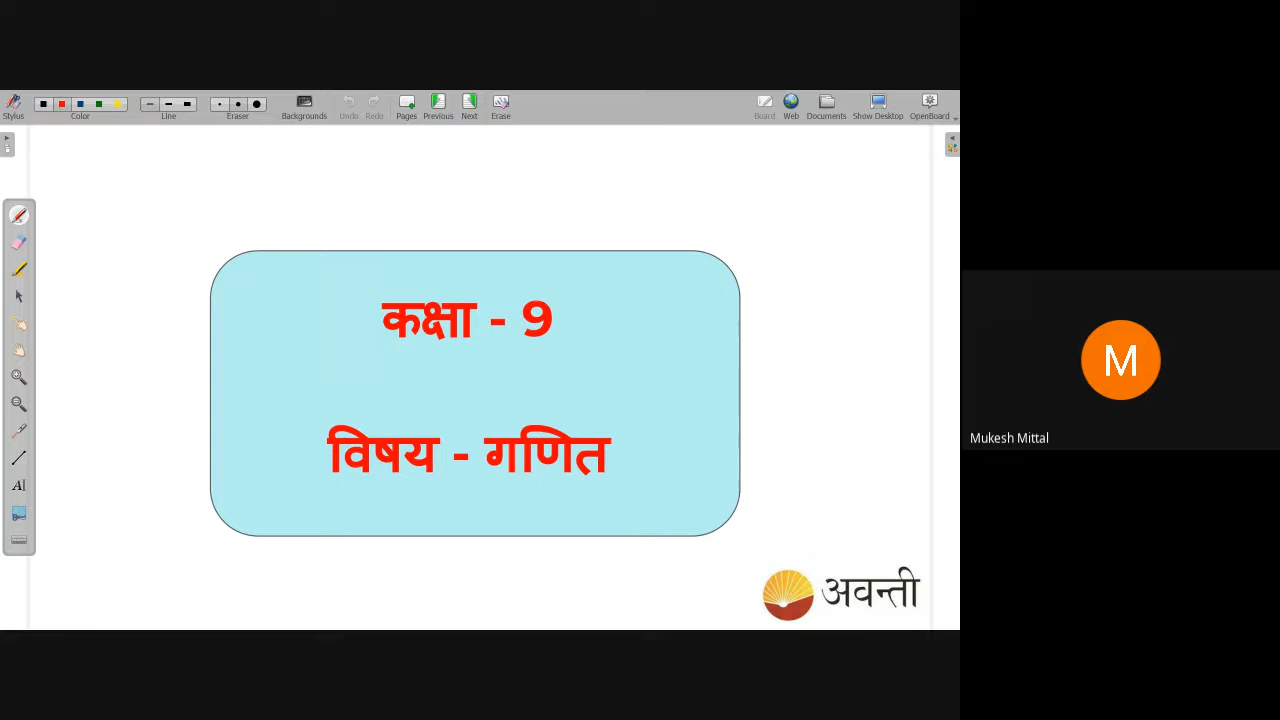 Stylus
Color
Line
Eraser
Backgrounds
Undo
Redo
Pages
Previous
Next
Erase
Board
Web
Documents
Show Desktop
OpenBoard
कक्षा - 9
विषय - गणित
अवन्ती
M
Mukesh Mittal